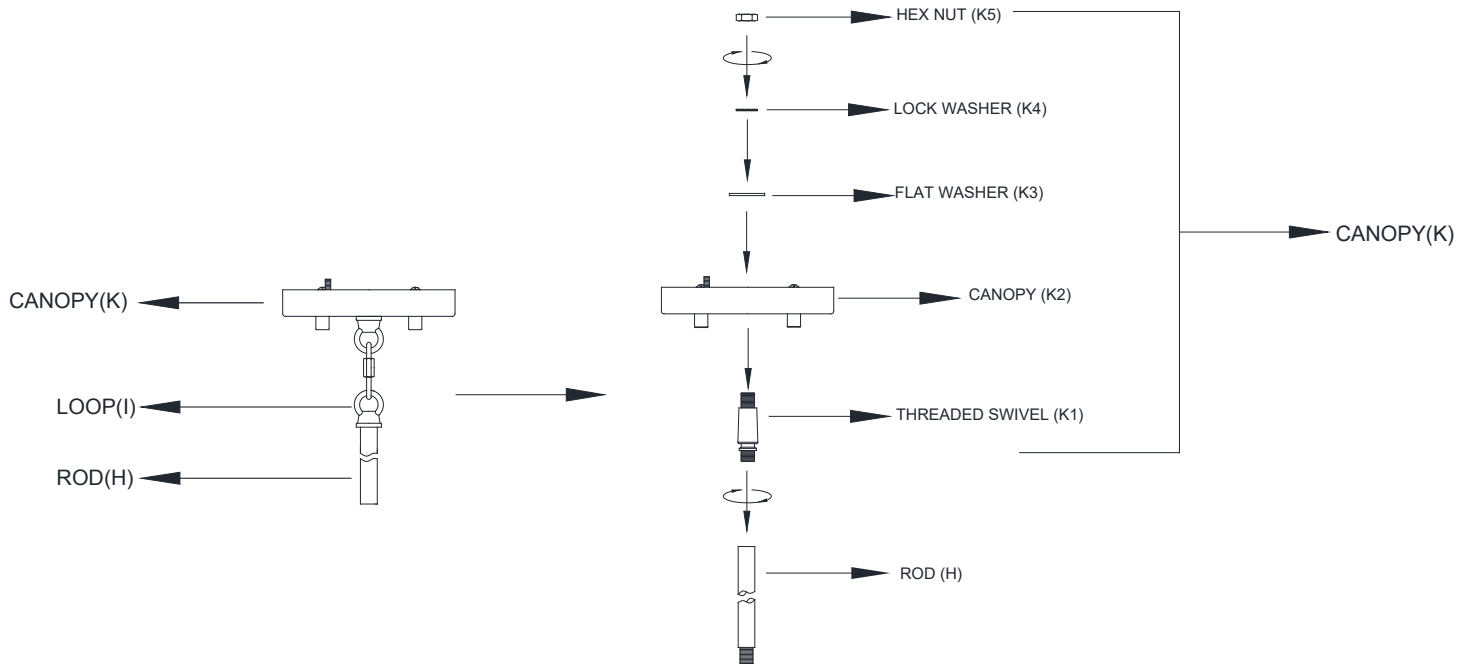 CANOPY(K)
LOOP(I)
ROD(H)
HEX NUT (K5)
LOCK WASHER (K4)
FLAT WASHER (K3)
CANOPY (K2)
THREADED SWIVEL (K1)
ROD (H)
CANOPY(K)